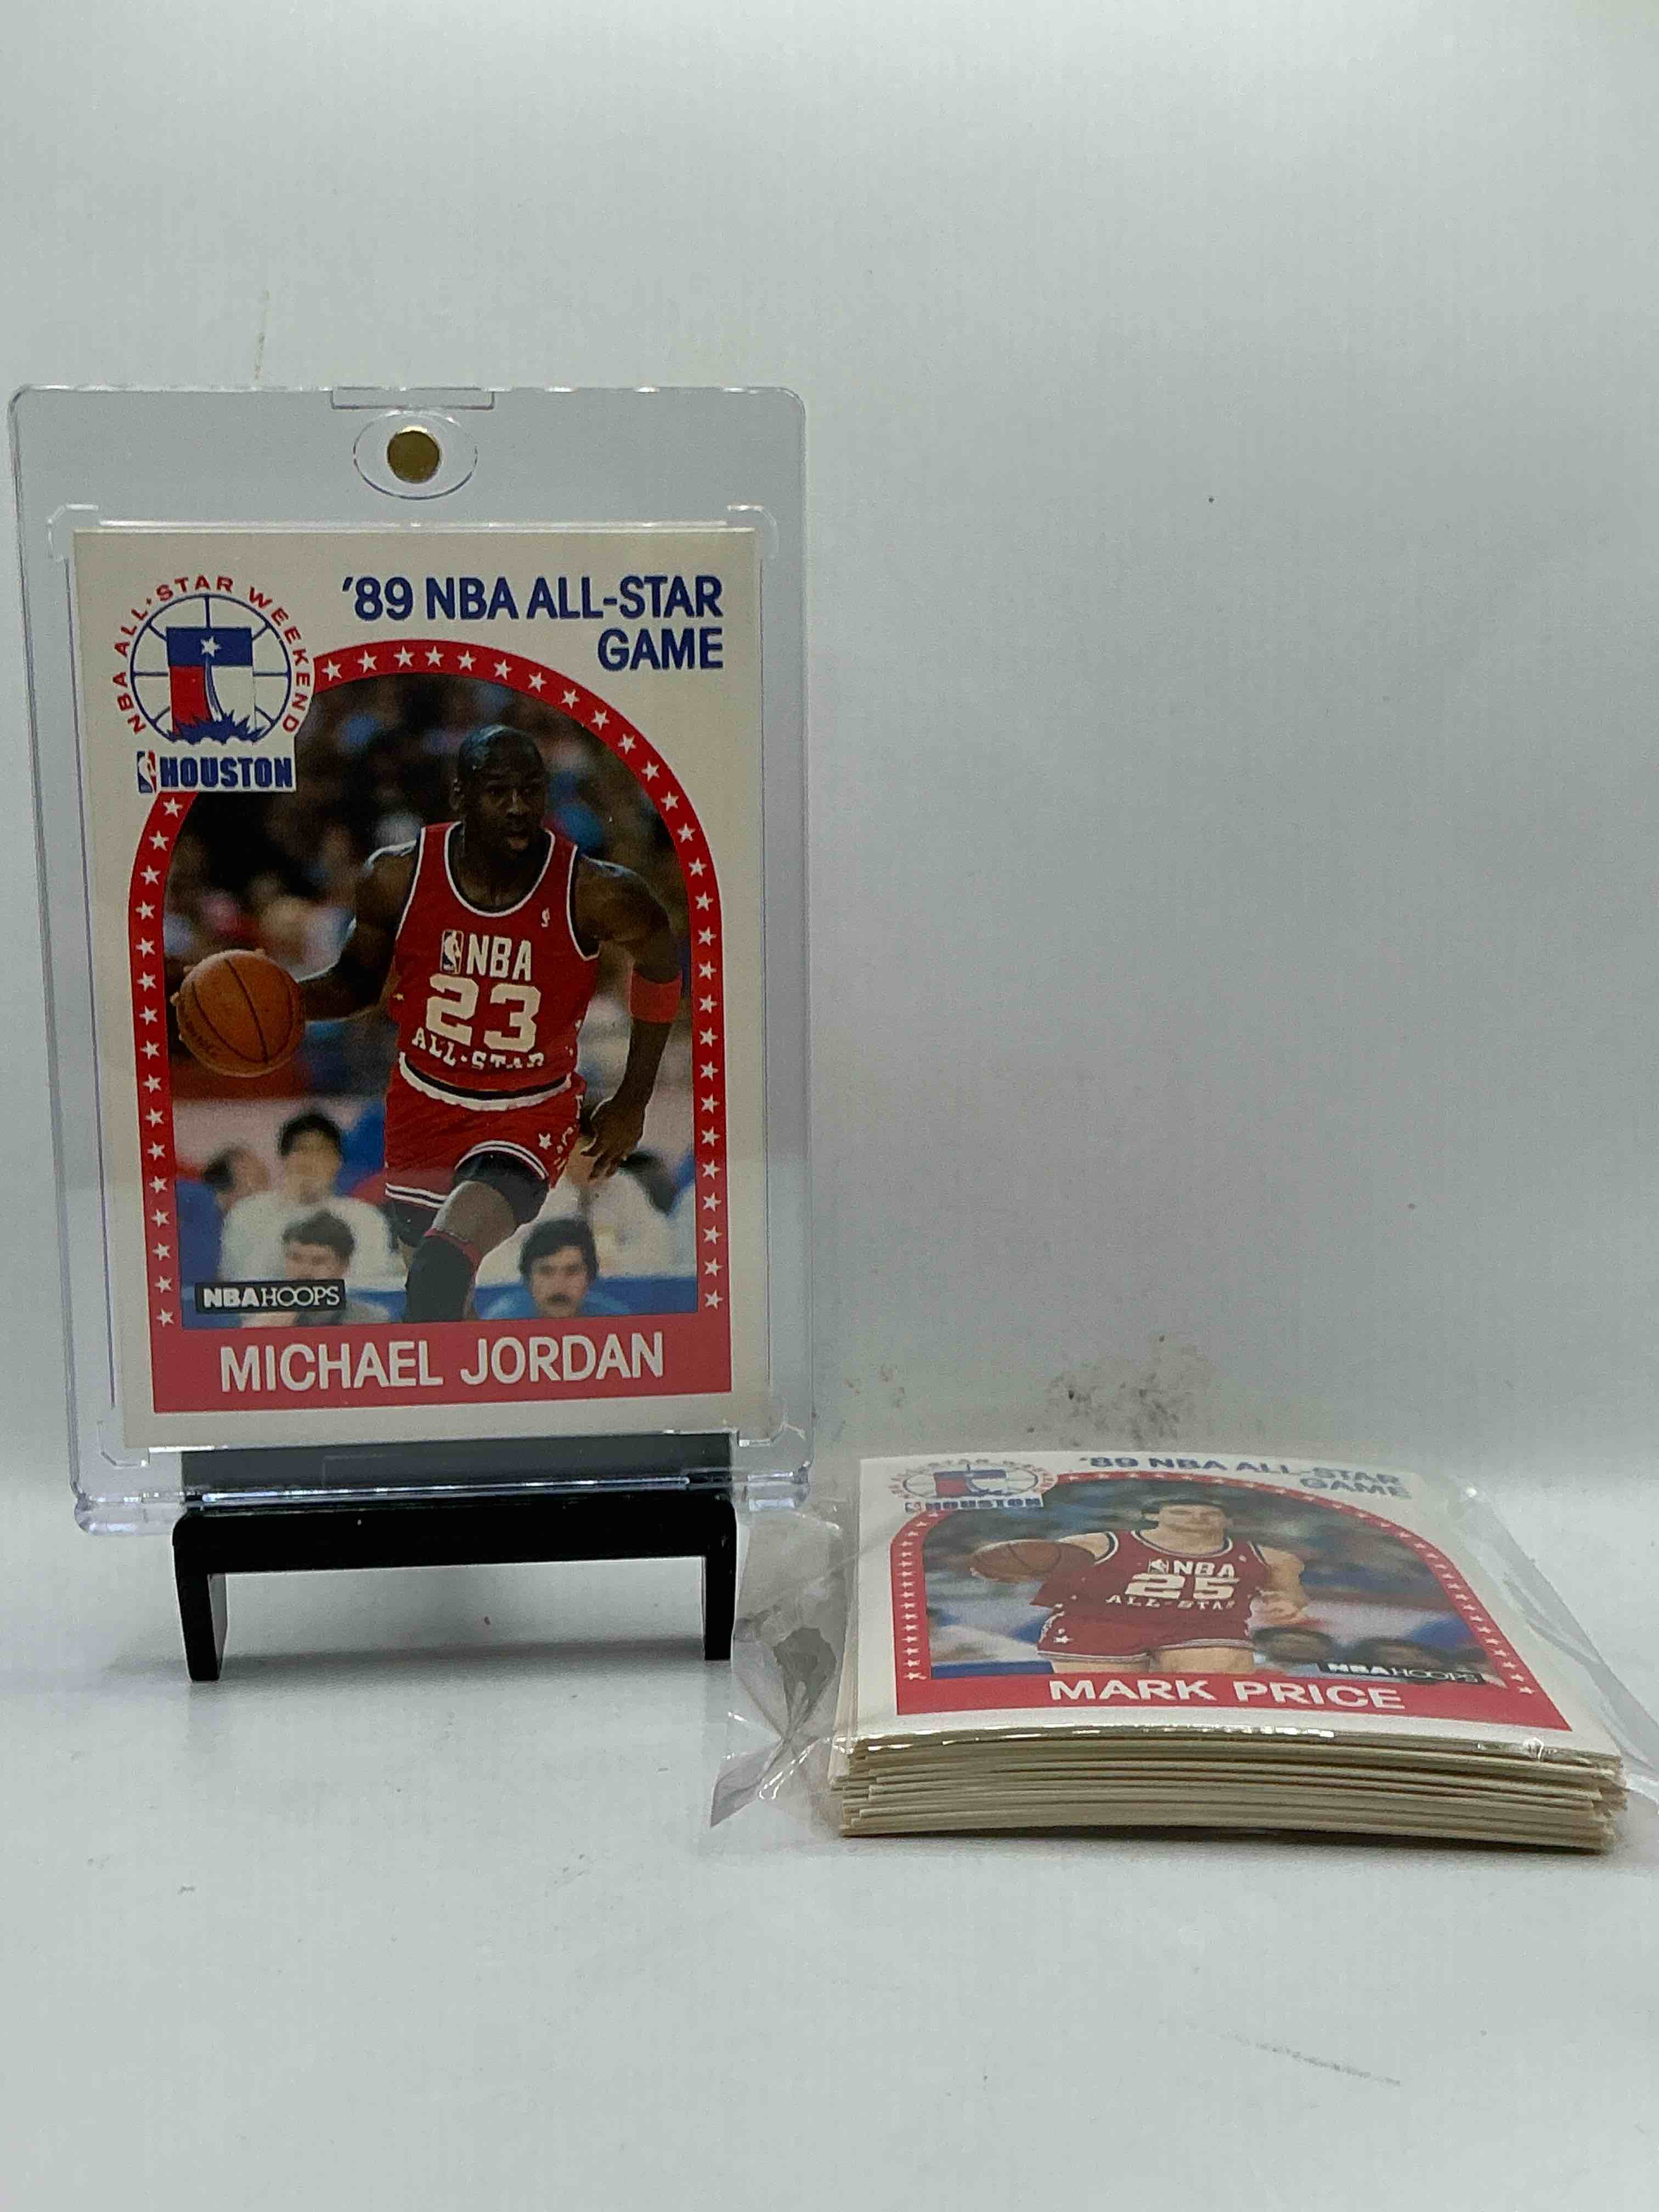 NBA ALL·STAR WEEKEND
HOUSTON
'89 NBA ALL-STAR
GAME
NBA
23
ALL·STAR
NBA HOOPS
MICHAEL JORDAN
'89 NBA ALL-STAR
GAME
HOUSTON
NBA
25
ALL·STAR
NBA HOOPS
MARK PRICE